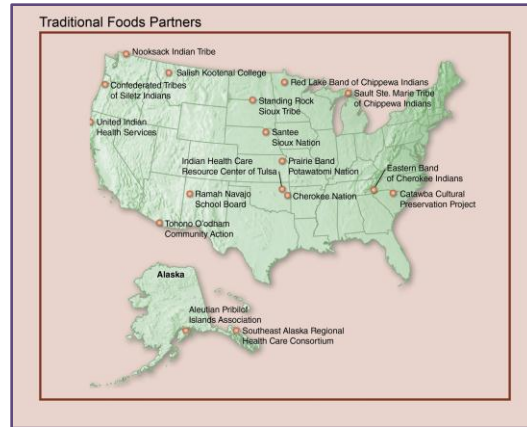 Traditional Foods Partners
Nooksack Indian Tribe
Salish Kootenai College
Red Lake Band of Chippewa Indians
Confederated Tribes
of Siletz Indians
Sault Ste. Marie Tribe
of Chippewa Indians
Standing Rock
Sioux Tribe
United Indian
Health Services
Santee
Sioux Nation
Indian Health Care
Resource Center of Tulsa
Prairie Band
Potawatomi Nation
Eastern Band
of Cherokee Indians
Ramah Navajo
School Board
Cherokee Nation
Catawba Cultural
Preservation Project
Tohono O'odham
Community Action
Alaska
Aleutian Pribilof
Islands Association
Southeast Alaska Regional
Health Care Consortium